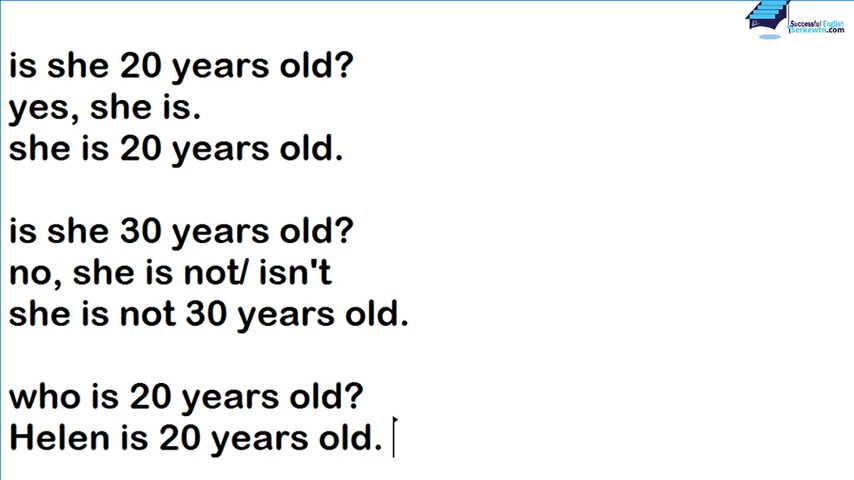 Successful English
Serkewtn.com
is she 20 years old?
yes, she is.
she is 20 years old.
is she 30 years old?
no, she is not/ isn't
she is not 30 years old.
who is 20 years old?
Helen is 20 years old.